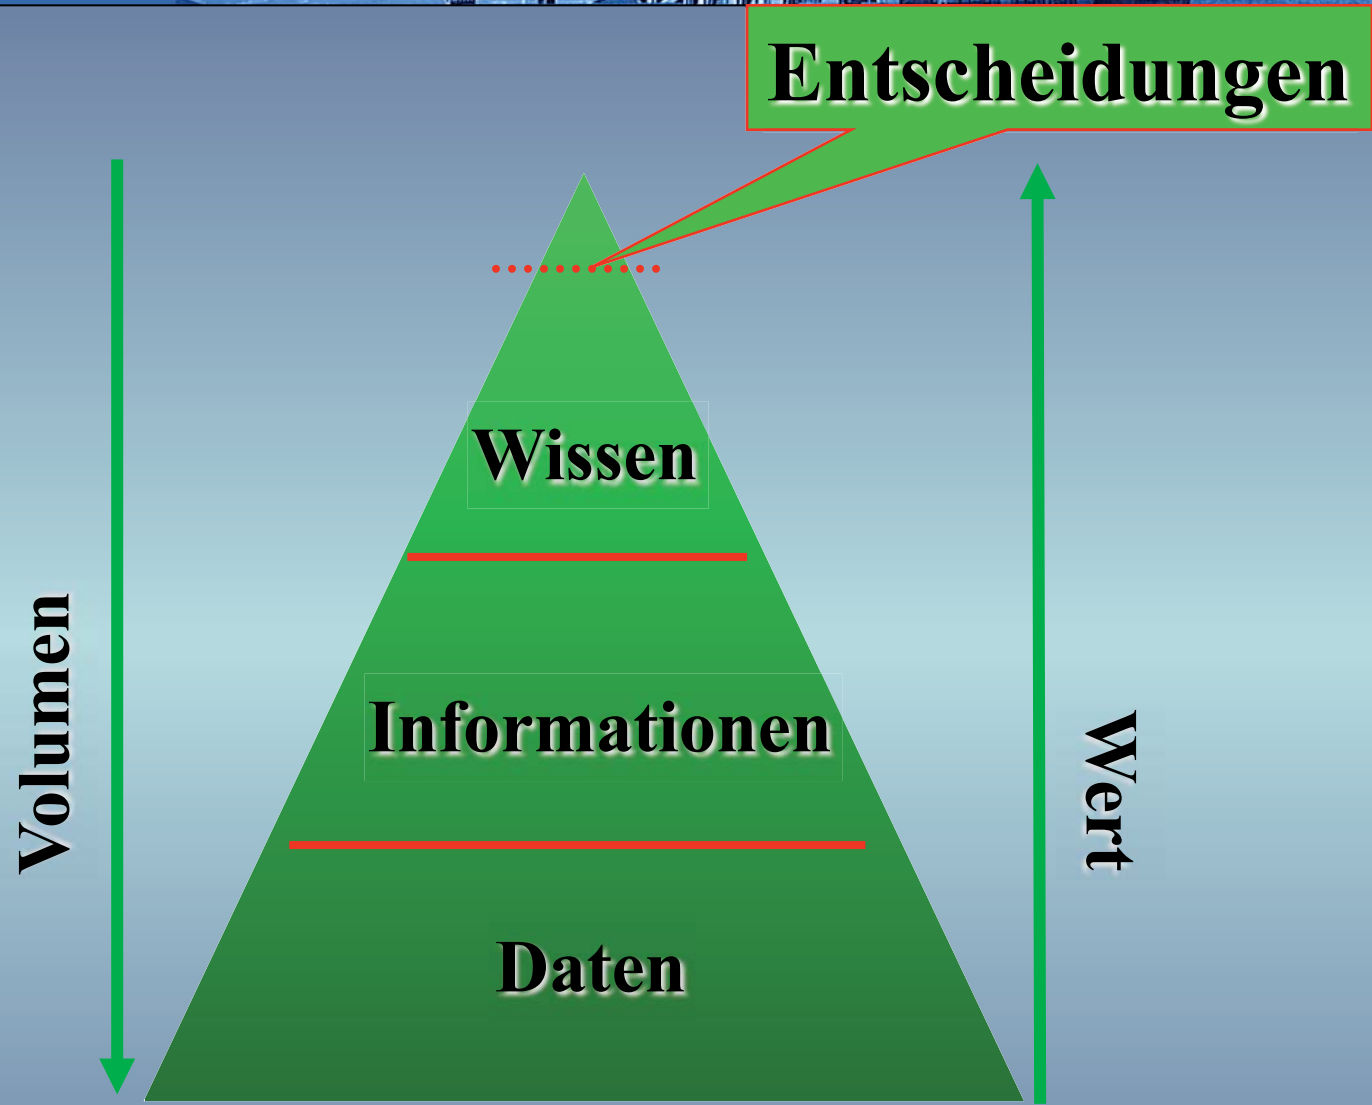 Entscheidungen
Wissen
Informationen
Daten
Volumen
Wert